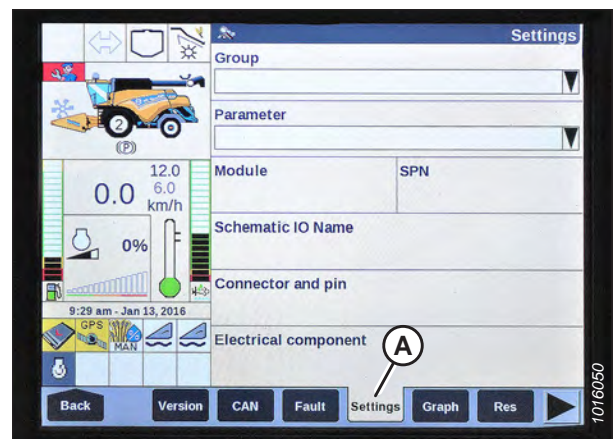 Settings
Group
Parameter
2
(P)
12.0
6.0
0.0 km/h
Module SPN
Schematic IO Name
0%
Connector and pin
9:29 am - Jan 13, 2016
GPS
MAN
Electrical component
A
Back Version CAN Fault Settings Graph Res
1016050